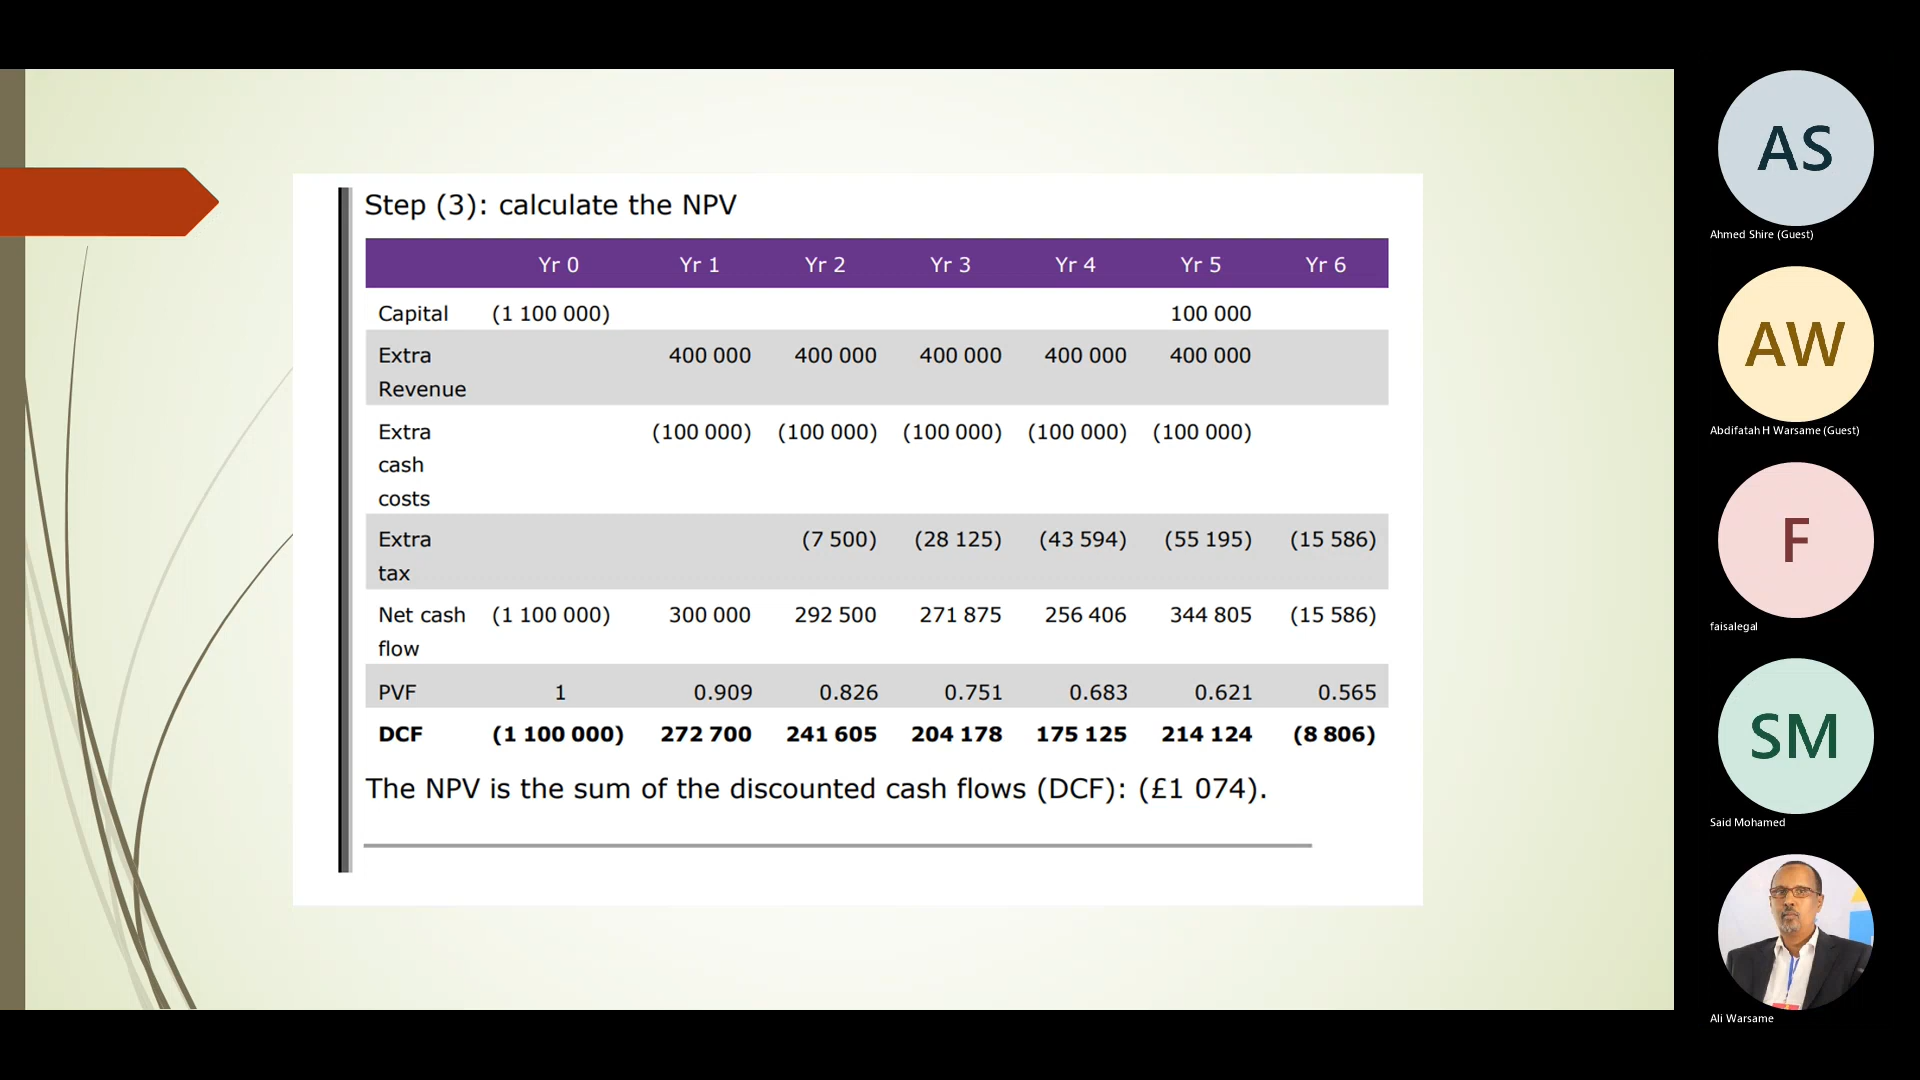 Step (3): calculate the NPV
Yr 0 Yr 1 Yr 2 Yr 3 Yr 4 Yr 5 Yr 6
Capital (1 100 000) 100 000
Extra 400 000 400 000 400 000 400 000 400 000
Revenue
Extra (100 000) (100 000) (100 000) (100 000) (100 000)
cash
costs
Extra (7 500) (28 125) (43 594) (55 195) (15 586)
tax
Net cash (1 100 000) 300 000 292 500 271 875 256 406 344 805 (15 586)
flow
PVF 1 0.909 0.826 0.751 0.683 0.621 0.565
DCF (1 100 000) 272 700 241 605 204 178 175 125 214 124 (8 806)
The NPV is the sum of the discounted cash flows (DCF): (£1 074).
AS
Ahmed Shire (Guest)
AW
Abdifatah H Warsame (Guest)
F
faisalegal
SM
Said Mohamed
Ali Warsame